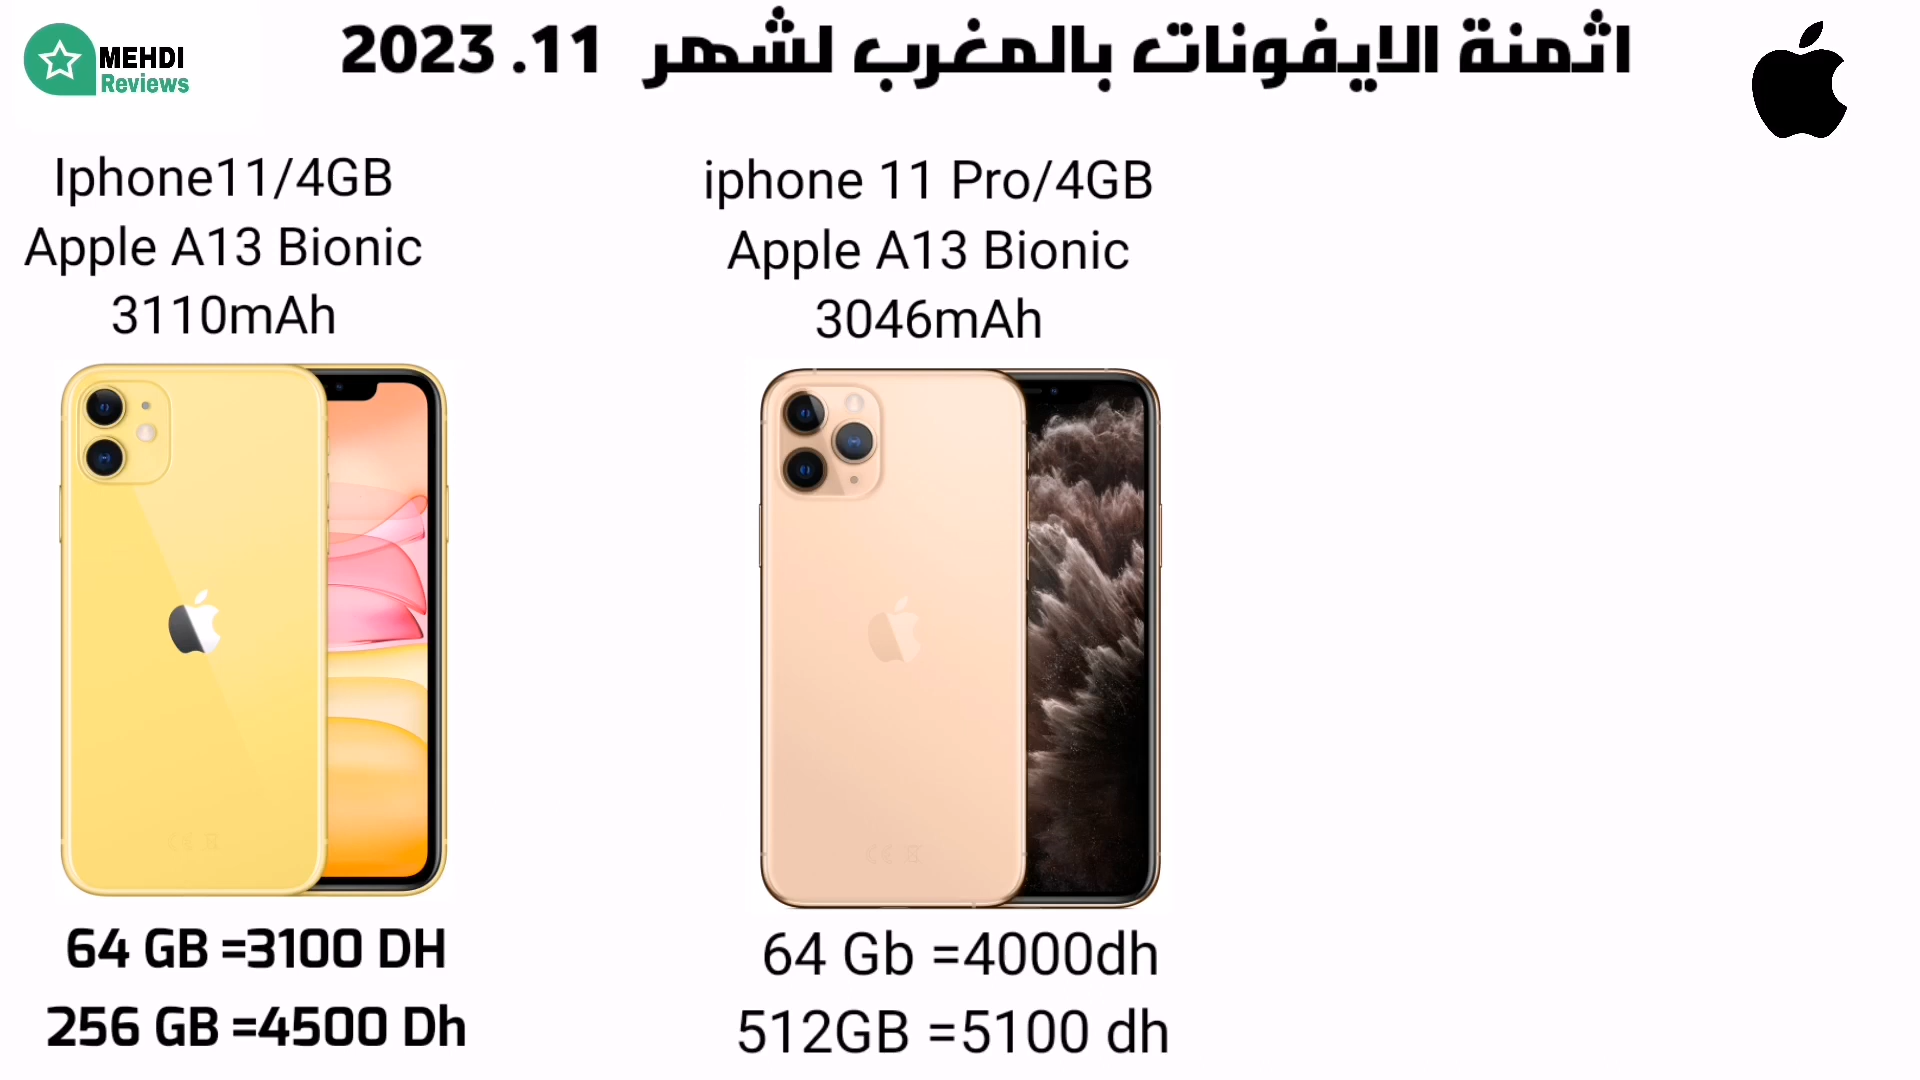 MEHDI
Reviews
اثمنة الايفونات بالمغرب لشهر 11. 2023
Iphone11/4GB
Apple A13 Bionic
3110mAh
64 GB =3100 DH
256 GB =4500 Dh
iphone 11 Pro/4GB
Apple A13 Bionic
3046mAh
64 Gb =4000dh
512GB =5100 dh